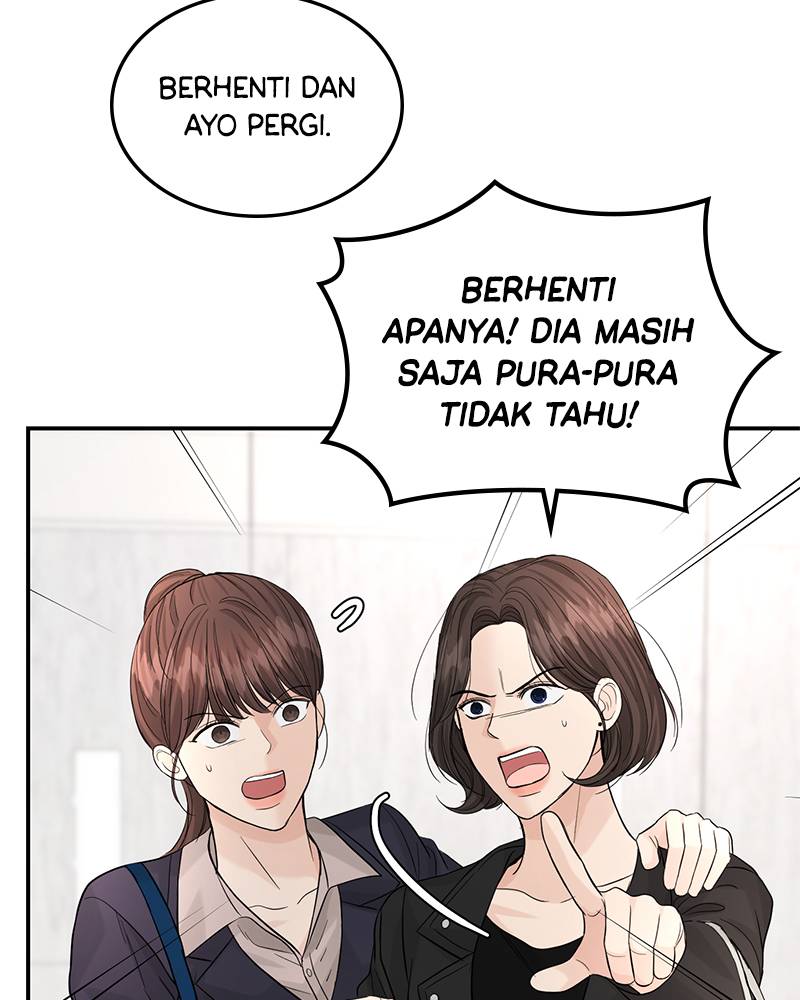 BERHENTI DAN
AYO PERGI.
BERHENTI
APANYA! DIA MASIH
SAJA PURA-PURA
TIDAK TAHU!